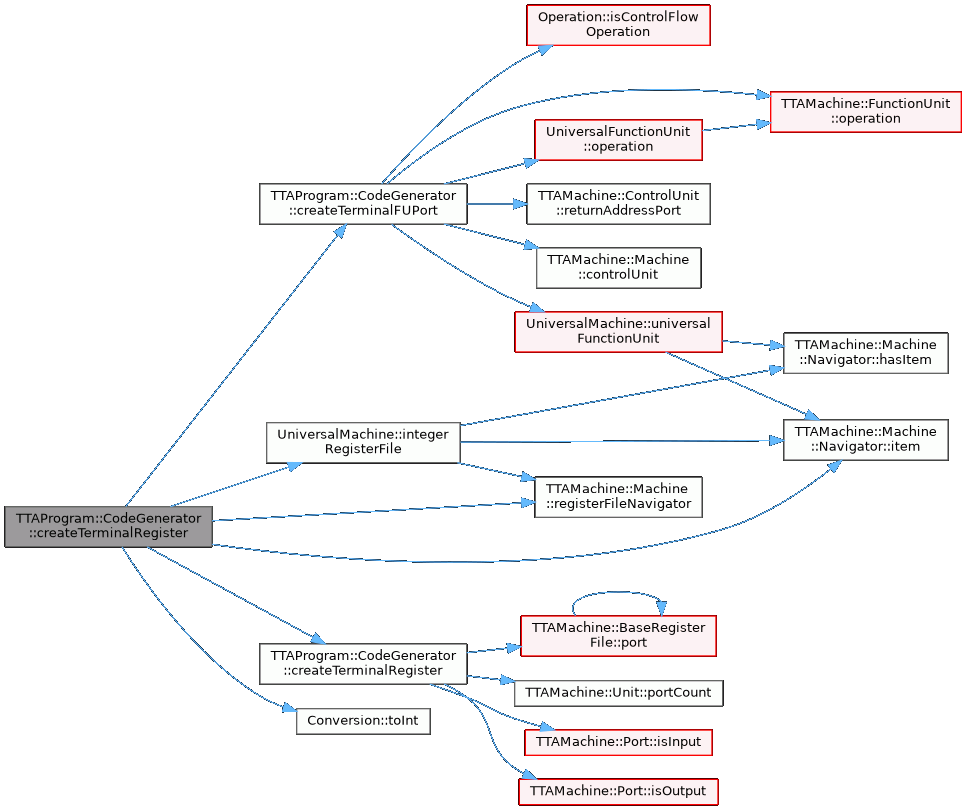 Operation::isControlFlow
Operation
TTAMachine::FunctionUnit
::operation
UniversalFunctionUnit
::operation
TTAProgram::CodeGenerator
::createTerminalFUPort
TTAMachine::ControlUnit
::returnAddressPort
TTAMachine::Machine
::controlUnit
UniversalMachine::universal
FunctionUnit
TTAMachine::Machine
::Navigator::hasItem
UniversalMachine::integer
RegisterFile
TTAMachine::Machine
::Navigator::item
TTAMachine::Machine
::registerFileNavigator
TTAProgram::CodeGenerator
::createTerminalRegister
TTAMachine::BaseRegister
File::port
TTAProgram::CodeGenerator
::createTerminalRegister
TTAMachine::Unit::portCount
Conversion::toInt
TTAMachine::Port::isInput
TTAMachine::Port::isOutput